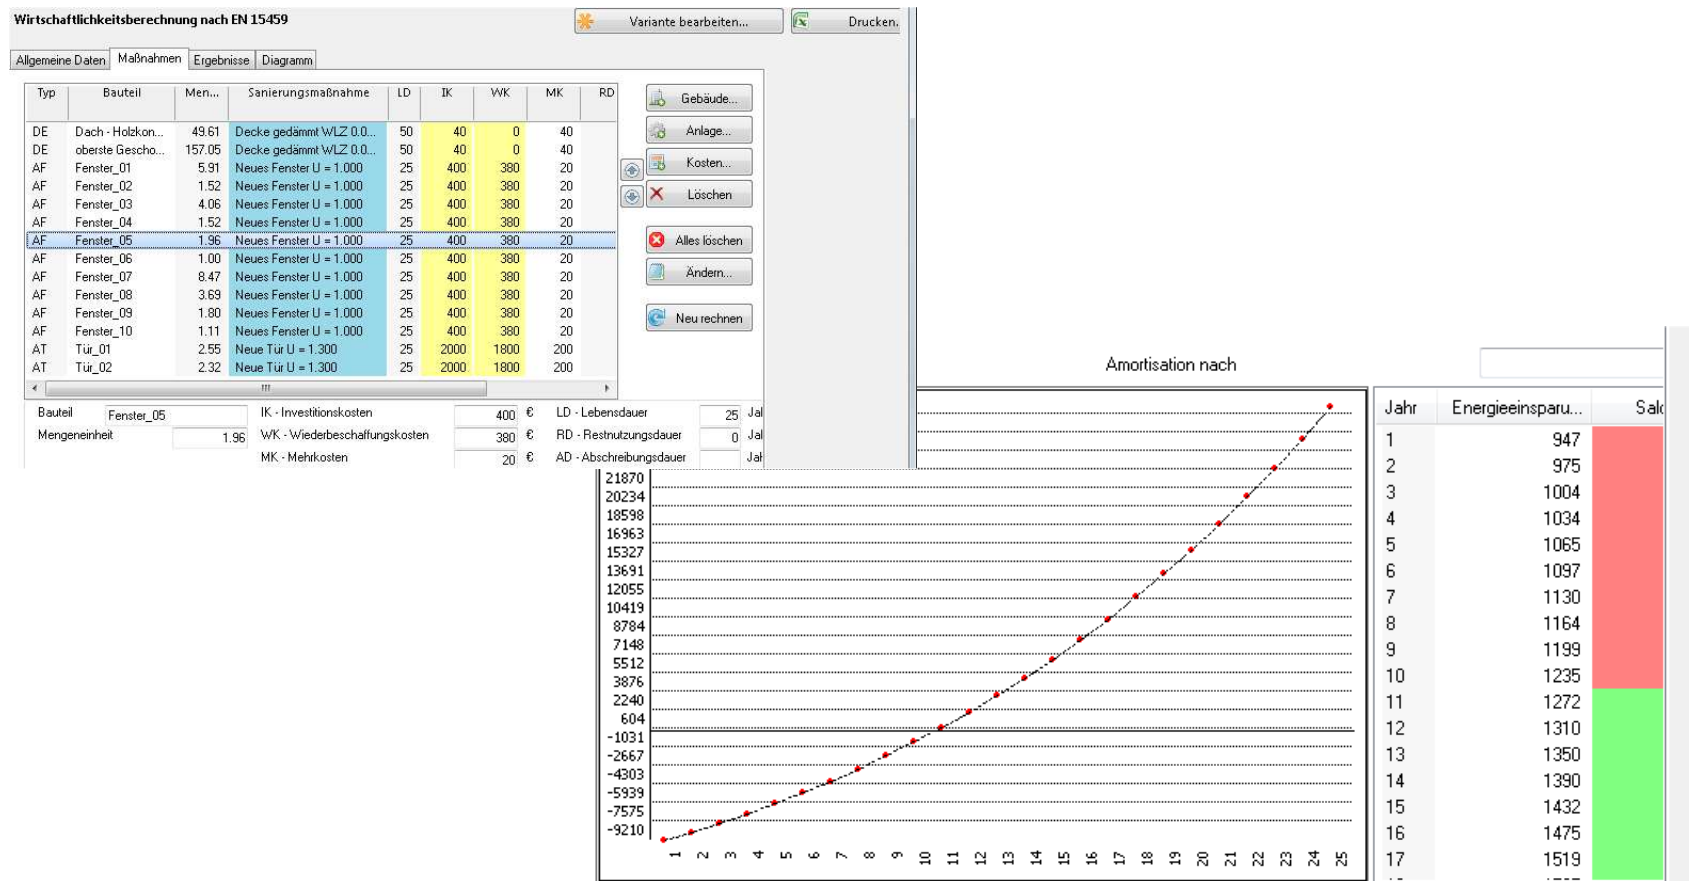 Wirtschaftlichkeitsberechnung nach EN 15459
Variante bearbeiten...
Drucken.
Allgemeine Daten Maßnahmen Ergebnisse Diagramm
Typ Bauteil Men... Sanierungsmaßnahme LD IK WK MK RD
DE Dach - Holzkon... 49.61 Decke gedämmt WLZ 0.0... 50 40 0 40
DE oberste Gescho... 157.05 Decke gedämmt WLZ 0.0... 50 40 0 40
AF Fenster_01 5.91 Neues Fenster U = 1.000 25 400 380 20
AF Fenster_02 1.52 Neues Fenster U = 1.000 25 400 380 20
AF Fenster_03 4.06 Neues Fenster U = 1.000 25 400 380 20
AF Fenster_04 1.52 Neues Fenster U = 1.000 25 400 380 20
AF Fenster_05 1.96 Neues Fenster U = 1.000 25 400 380 20
AF Fenster_06 1.00 Neues Fenster U = 1.000 25 400 380 20
AF Fenster_07 8.47 Neues Fenster U = 1.000 25 400 380 20
AF Fenster_08 3.69 Neues Fenster U = 1.000 25 400 380 20
AF Fenster_09 1.80 Neues Fenster U = 1.000 25 400 380 20
AF Fenster_10 1.11 Neues Fenster U = 1.000 25 400 380 20
AT Tür_01 2.55 Neue Tür U = 1.300 25 2000 1800 200
AT Tür_02 2.32 Neue Tür U = 1.300 25 2000 1800 200
Gebäude...
Anlage...
Kosten...
Löschen
Alles löschen
Ändern...
Neu rechnen
Bauteil Fenster_05 IK - Investitionskosten 400 € LD - Lebensdauer 25
Mengeneinheit 1.96 WK - Wiederbeschaffungskosten 380 € RD - Restnutzungsdauer 0
MK - Mehrkosten 20 € AD - Abschreibungsdauer
Amortisation nach
21870
20234
18598
16963
15327
13691
12055
10419
8784
7148
5512
3876
2240
604
-1031
-2667
-4303
-5939
-7575
-9210
1 2 3 4 5 6 7 8 9 10 11 12 13 14 15 16 17 18 19 20 21 22 23 24 25
Jahr Energieeinsparu...
1 947
2 975
3 1004
4 1034
5 1065
6 1097
7 1130
8 1164
9 1199
10 1235
11 1272
12 1310
13 1350
14 1390
15 1432
16 1475
17 1519